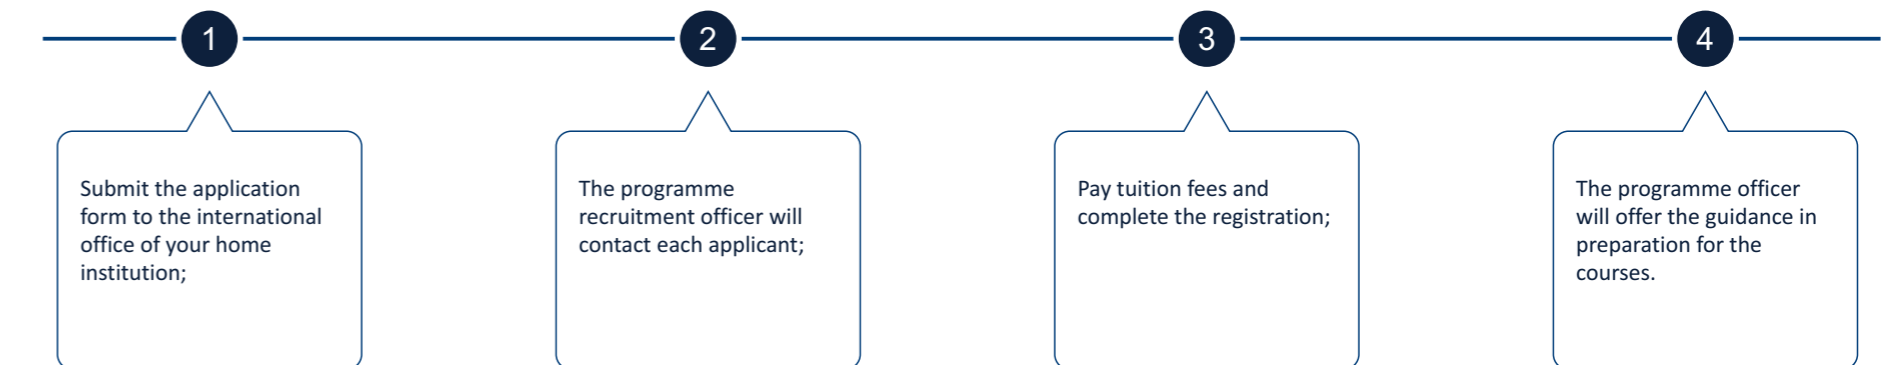 1
2
3
4
Submit the application
form to the international
office of your home
institution;
The programme
recruitment officer will
contact each applicant;
Pay tuition fees and
complete the registration;
The programme officer
will offer the guidance in
preparation for the
courses.